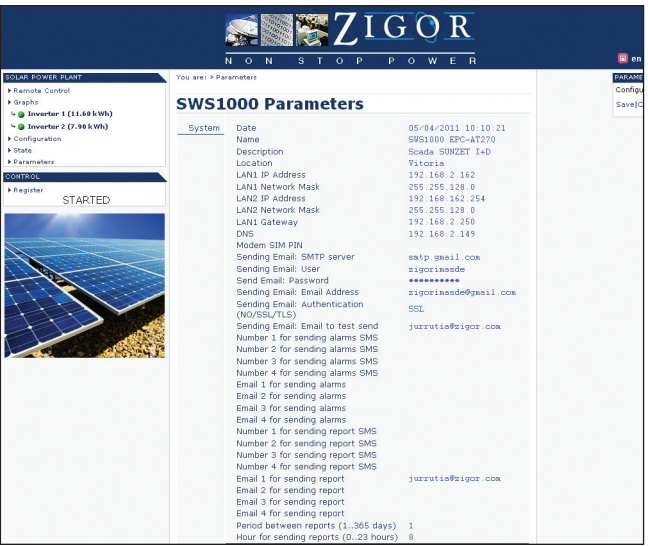 ZIGOR
NON STOP POWER
en
SOLAR POWER PLANT
Remote Control
Graphs
Inverter 1 (11.60 kWh)
Inverter 2 (7.90 kWh)
Configuration
State
Parameters
CONTROL
Register
STARTED
You are: » Parameters
SWS1000 Parameters
System
Date 05/04/2011 10:10:21
Name SWS1000 EPC-AT270
Description Scada SUNZET I+D
Location Vitoria
LAN1 IP Address 192.168.2.162
LAN1 Network Mask 255.255.128.0
LAN2 IP Address 192.168.162.254
LAN2 Network Mask 255.255.128.0
LAN1 Gateway 192.168.2.250
DNS 192.168.2.149
Modem SIM PIN
Sending Email: SMTP server smtp.gmail.com
Sending Email: User zigorimasde
Send Email: Password **********
Sending Email: Email Address zigorimasde@gmail.com
Sending Email: Authentication
(NO/SSL/TLS) SSL
Sending Email: Email to test send jurrutia@zigor.com
Number 1 for sending alarms SMS
Number 2 for sending alarms SMS
Number 3 for sending alarms SMS
Number 4 for sending alarms SMS
Email 1 for sending alarms
Email 2 for sending alarms
Email 3 for sending alarms
Email 4 for sending alarms
Number 1 for sending report SMS
Number 2 for sending report SMS
Number 3 for sending report SMS
Number 4 for sending report SMS
Email 1 for sending report jurrutia@zigor.com
Email 2 for sending report
Email 3 for sending report
Email 4 for sending report
Period between reports (1..365 days) 1
Hour for sending reports (0..23 hours) 8
PARAME
Configu
Save[C